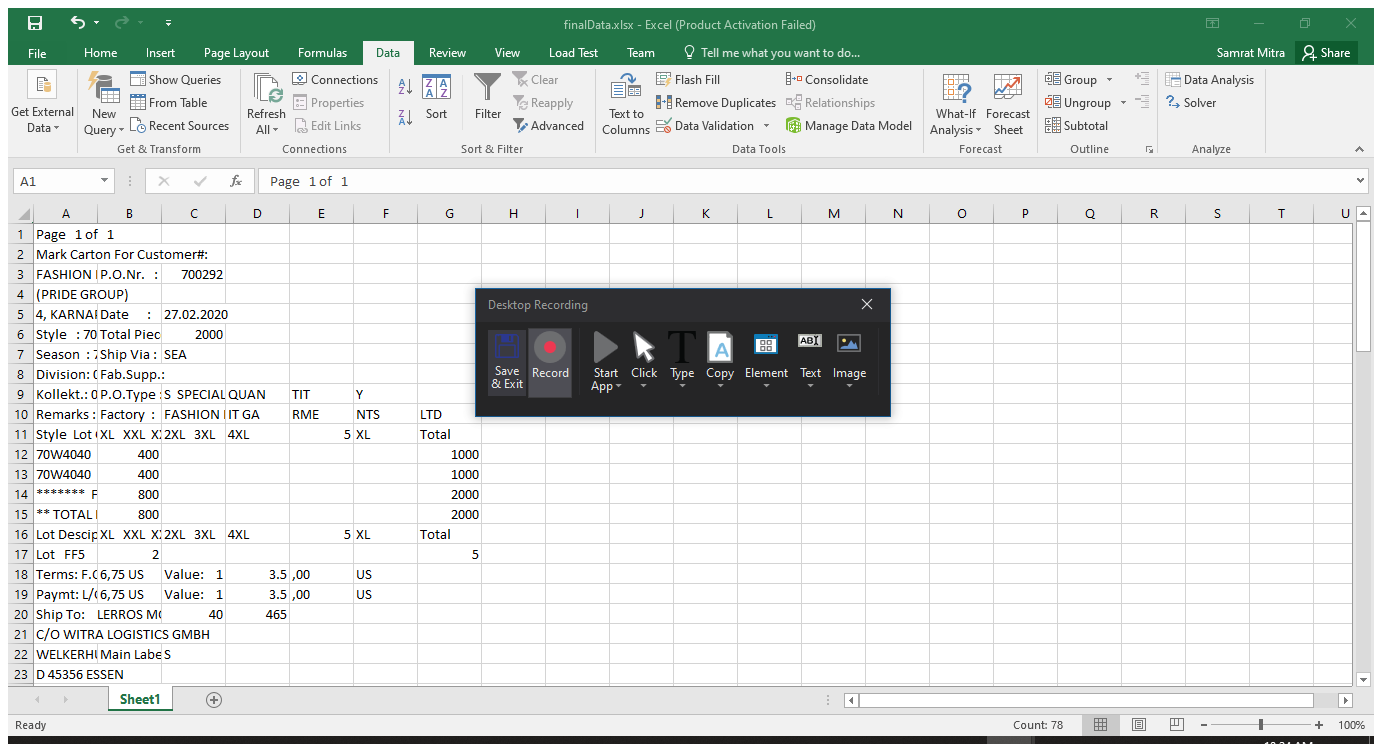 finalData.xlsx - Excel (Product Activation Failed)
File Home Insert Page Layout Formulas Data Review View Load Test Team Tell me what you want to do... Samrat Mitra Share
Get External Data
New Query
Show Queries
From Table
Recent Sources
Get & Transform
Refresh All
Connections
Properties
Edit Links
Connections
Sort
Filter
Clear
Reapply
Advanced
Sort & Filter
Text to Columns
Flash Fill
Remove Duplicates
Data Validation
Consolidate
Relationships
Manage Data Model
Data Tools
What-If Analysis
Forecast Sheet
Forecast
Group
Ungroup
Subtotal
Outline
Data Analysis
Solver
Analyze
A1 fx Page 1 of 1
A B C D E F G H I J K L M N O P Q R S T U
1 Page 1 of 1
2 Mark Carton For Customer#:
3 FASHION P.O.Nr. : 700292
4 (PRIDE GROUP)
5 4, KARNA Date : 27.02.2020
6 Style : 70 Total Piec 2000
7 Season : 7 Ship Via : SEA
8 Division: 0 Fab.Supp.:
9 Kollekt.: 0 P.O.Type : S SPECIAL QUAN TIT Y
10 Remarks : Factory : FASHION IT GA RME NTS LTD
11 Style Lot XL XXL X 2XL 3XL 4XL 5 XL Total
12 70W4040 400 1000
13 70W4040 400 1000
14 ******* F 800 2000
15 ** TOTAL 800 2000
16 Lot Descip XL XXL X 2XL 3XL 4XL 5 XL Total
17 Lot FF5 2 5
18 Terms: F.O 6,75 US Value: 1 3.5 ,00 US
19 Paymt: L/C 6,75 US Value: 1 3.5 ,00 US
20 Ship To: LERROS MO 40 465
21 C/O WITRA LOGISTICS GMBH
22 WELKERHU Main Labe S
23 D 45356 ESSEN
Desktop Recording
Save & Exit
Record
Start App
Click
Type
Copy
Element
Text
Image
Sheet1
Ready Count: 78 100%